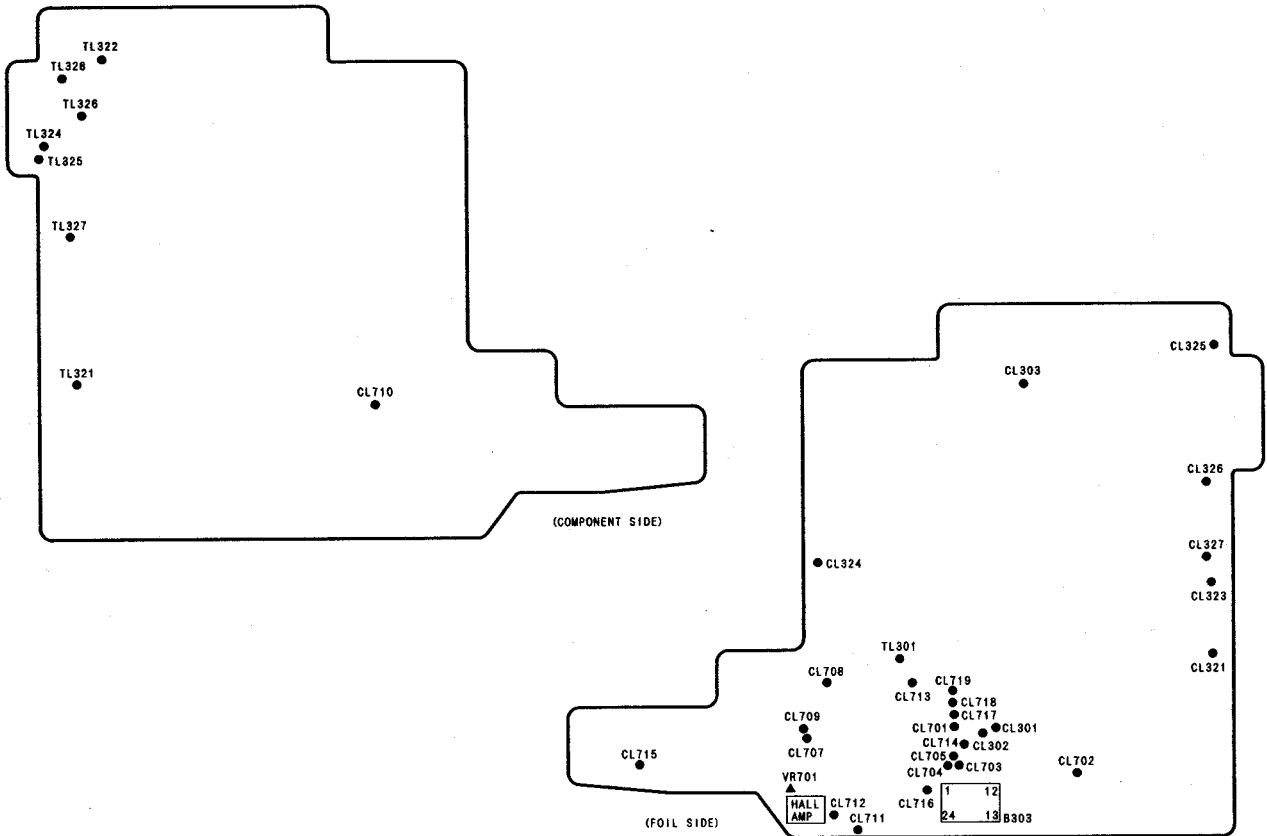 TL322
TL328
TL326
TL324
TL325
TL327
TL321
CL710
(COMPONENT SIDE)
CL325
CL303
CL326
CL327
CL323
CL324
CL321
TL301
CL708
CL713
CL719
CL718
CL717
CL709
CL701
CL301
CL707
CL714
CL302
CL715
CL705
CL704
CL703
CL702
VR701
HALL
AMP
CL712
CL716
1 12
24 13
B303
CL711
(FOIL SIDE)